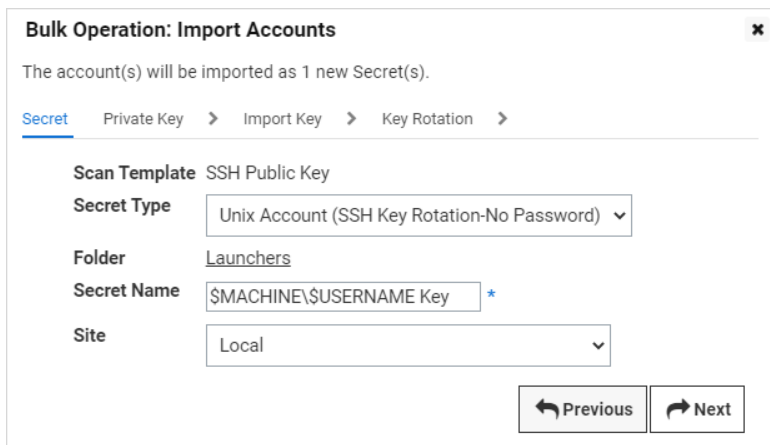 Bulk Operation: Import Accounts
The account(s) will be imported as 1 new Secret(s).
Secret Private Key Import Key Key Rotation
Scan Template SSH Public Key
Secret Type Unix Account (SSH Key Rotation-No Password)
Folder Launchers
Secret Name $MACHINE\$USERNAME Key *
Site Local
Previous Next